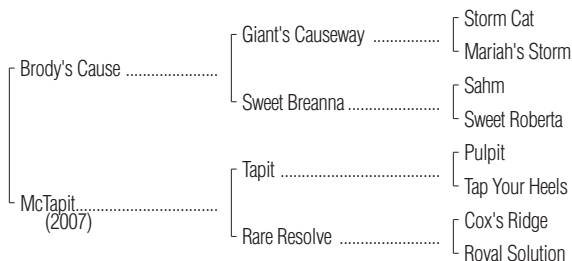 Storm Cat
Giant's Causeway ................
Mariah's Storm
Brody's Cause ......................
Sahm
Sweet Breanna ...................
Sweet Roberta
Pulpit
Tapit ......................................
Tap Your Heels
McTapit..................................
(2007)
Cox's Ridge
Rare Resolve ........................
Royal Solution